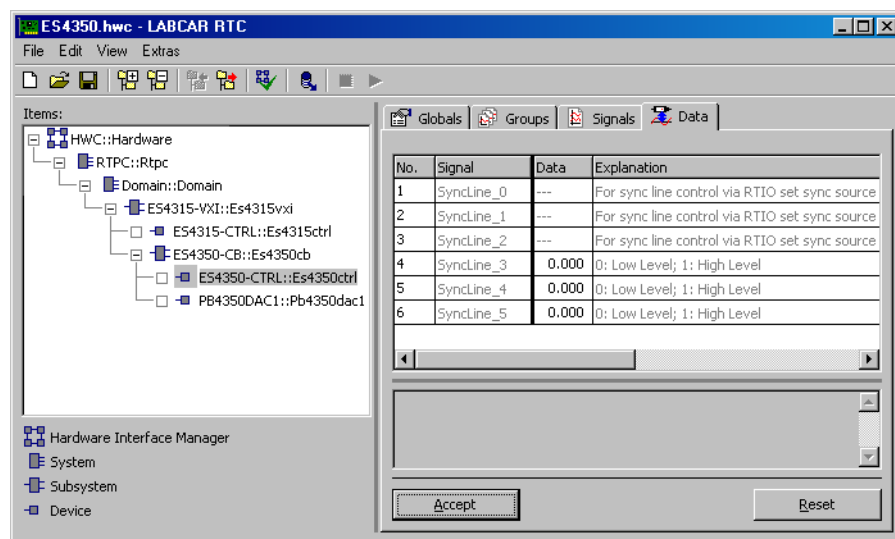 ES4350.hwc - LABCAR RTC
File Edit View Extras
Items:
HWC::Hardware
RTPC::Rtpc
Domain::Domain
ES4315-VXI::Es4315vxi
ES4315-CTRL::Es4315ctrl
ES4350-CB::Es4350cb
ES4350-CTRL::Es4350ctrl
PB4350DAC1::Pb4350dac1
Hardware Interface Manager
System
Subsystem
Device
Globals Groups Signals Data
No. Signal Data Explanation
1 SyncLine_0 --- For sync line control via RTIO set sync source
2 SyncLine_1 --- For sync line control via RTIO set sync source
3 SyncLine_2 --- For sync line control via RTIO set sync source
4 SyncLine_3 0.000 0: Low Level; 1: High Level
5 SyncLine_4 0.000 0: Low Level; 1: High Level
6 SyncLine_5 0.000 0: Low Level; 1: High Level
Accept Reset